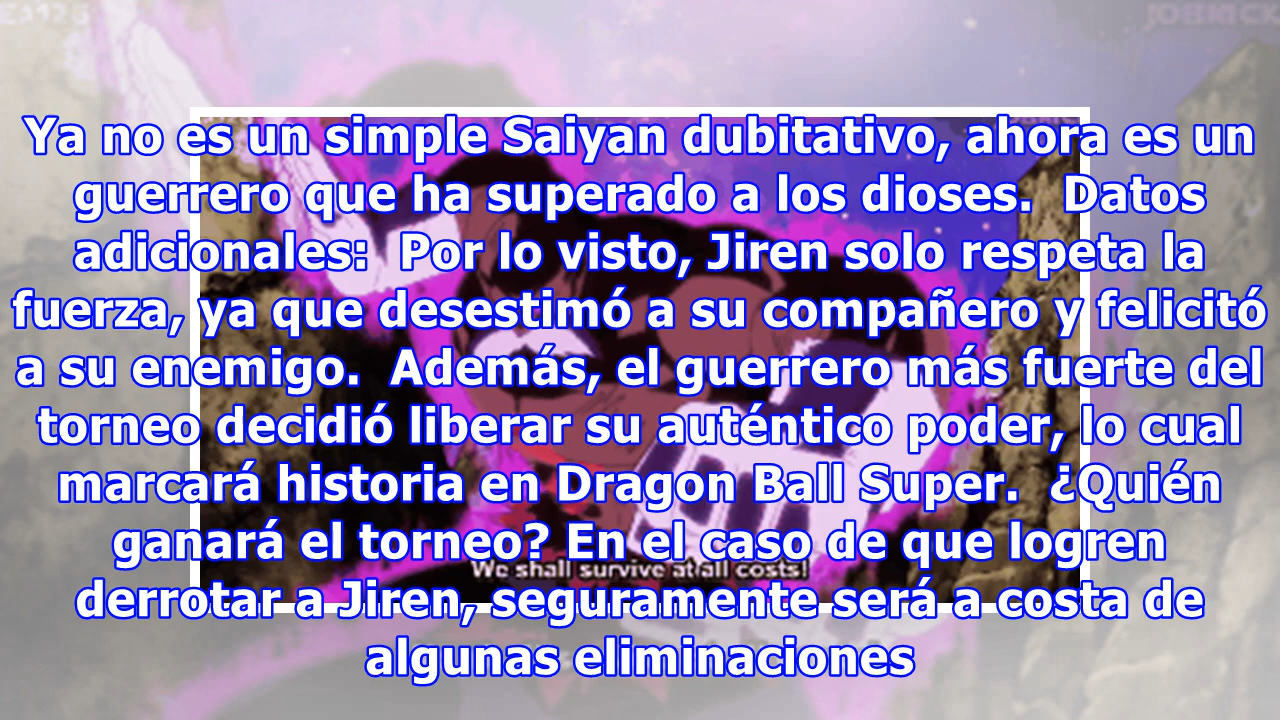 Ya no es un simple Saiyan dubitativo, ahora es un
guerrero que ha superado a los dioses.  Datos
adicionales:  Por lo visto, Jiren solo respeta la
fuerza, ya que desestimó a su compañero y felicitó
a su enemigo.  Además, el guerrero más fuerte del
torneo decidió liberar su auténtico poder, lo cual
marcará historia en Dragon Ball Super.  ¿Quién
ganará el torneo? En el caso de que logren
We shall survive at all costs!
derrotar a Jiren, seguramente será a costa de
algunas eliminaciones